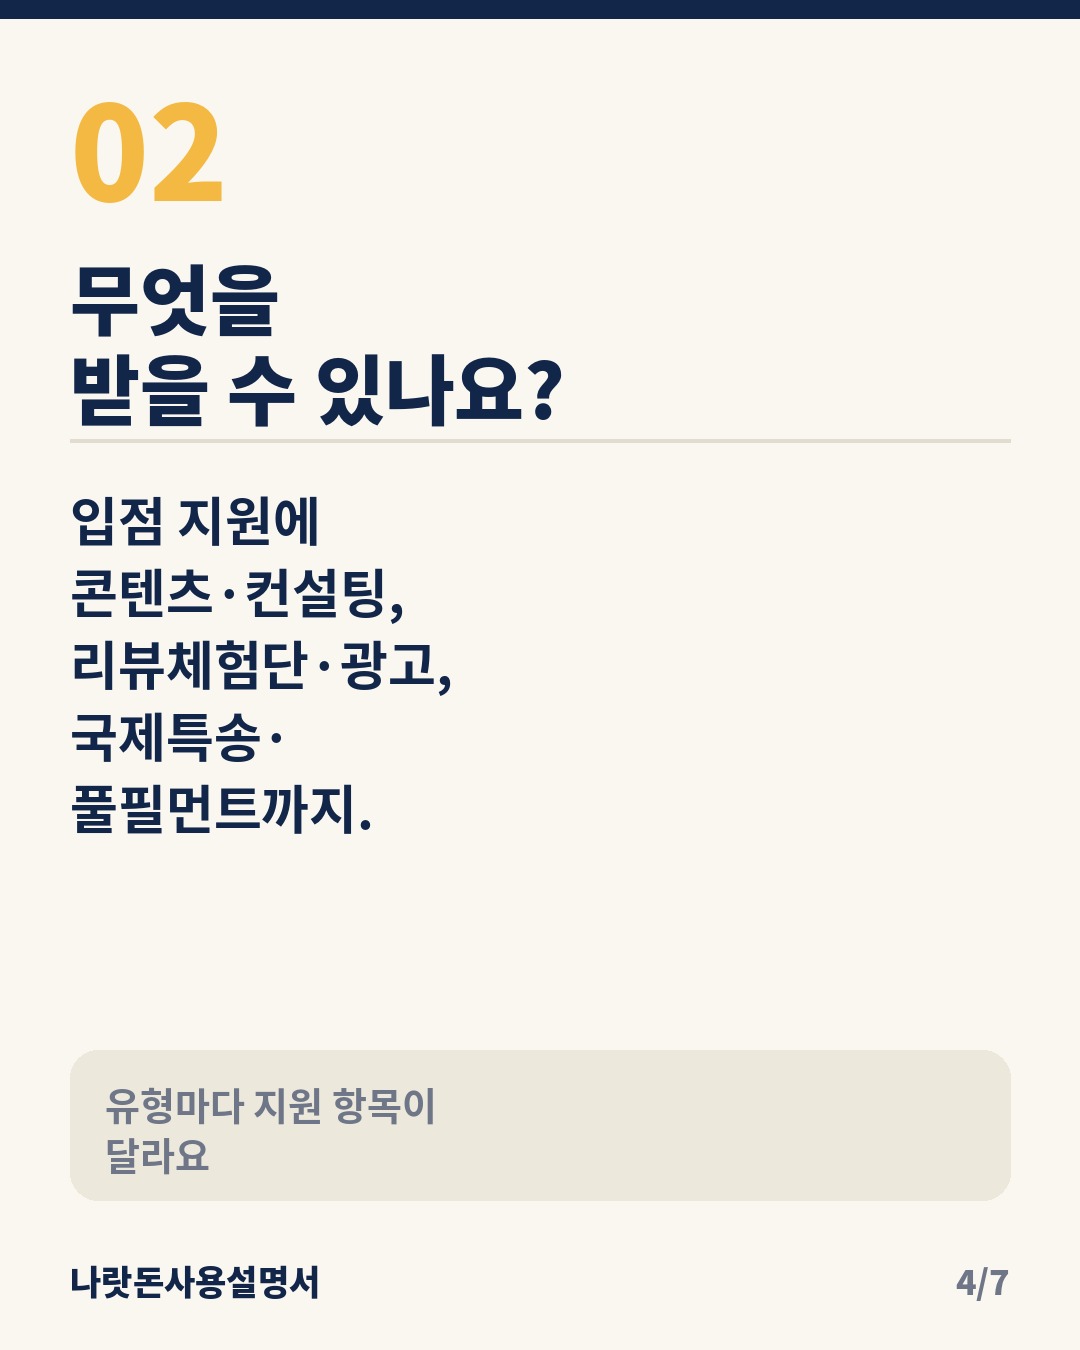 02
무엇을
받을 수 있나요?
입점 지원에
콘텐츠·컨설팅,
리뷰체험단·광고,
국제특송·
풀필먼트까지.
유형마다 지원 항목이
달라요
나랏돈사용설명서
4/7